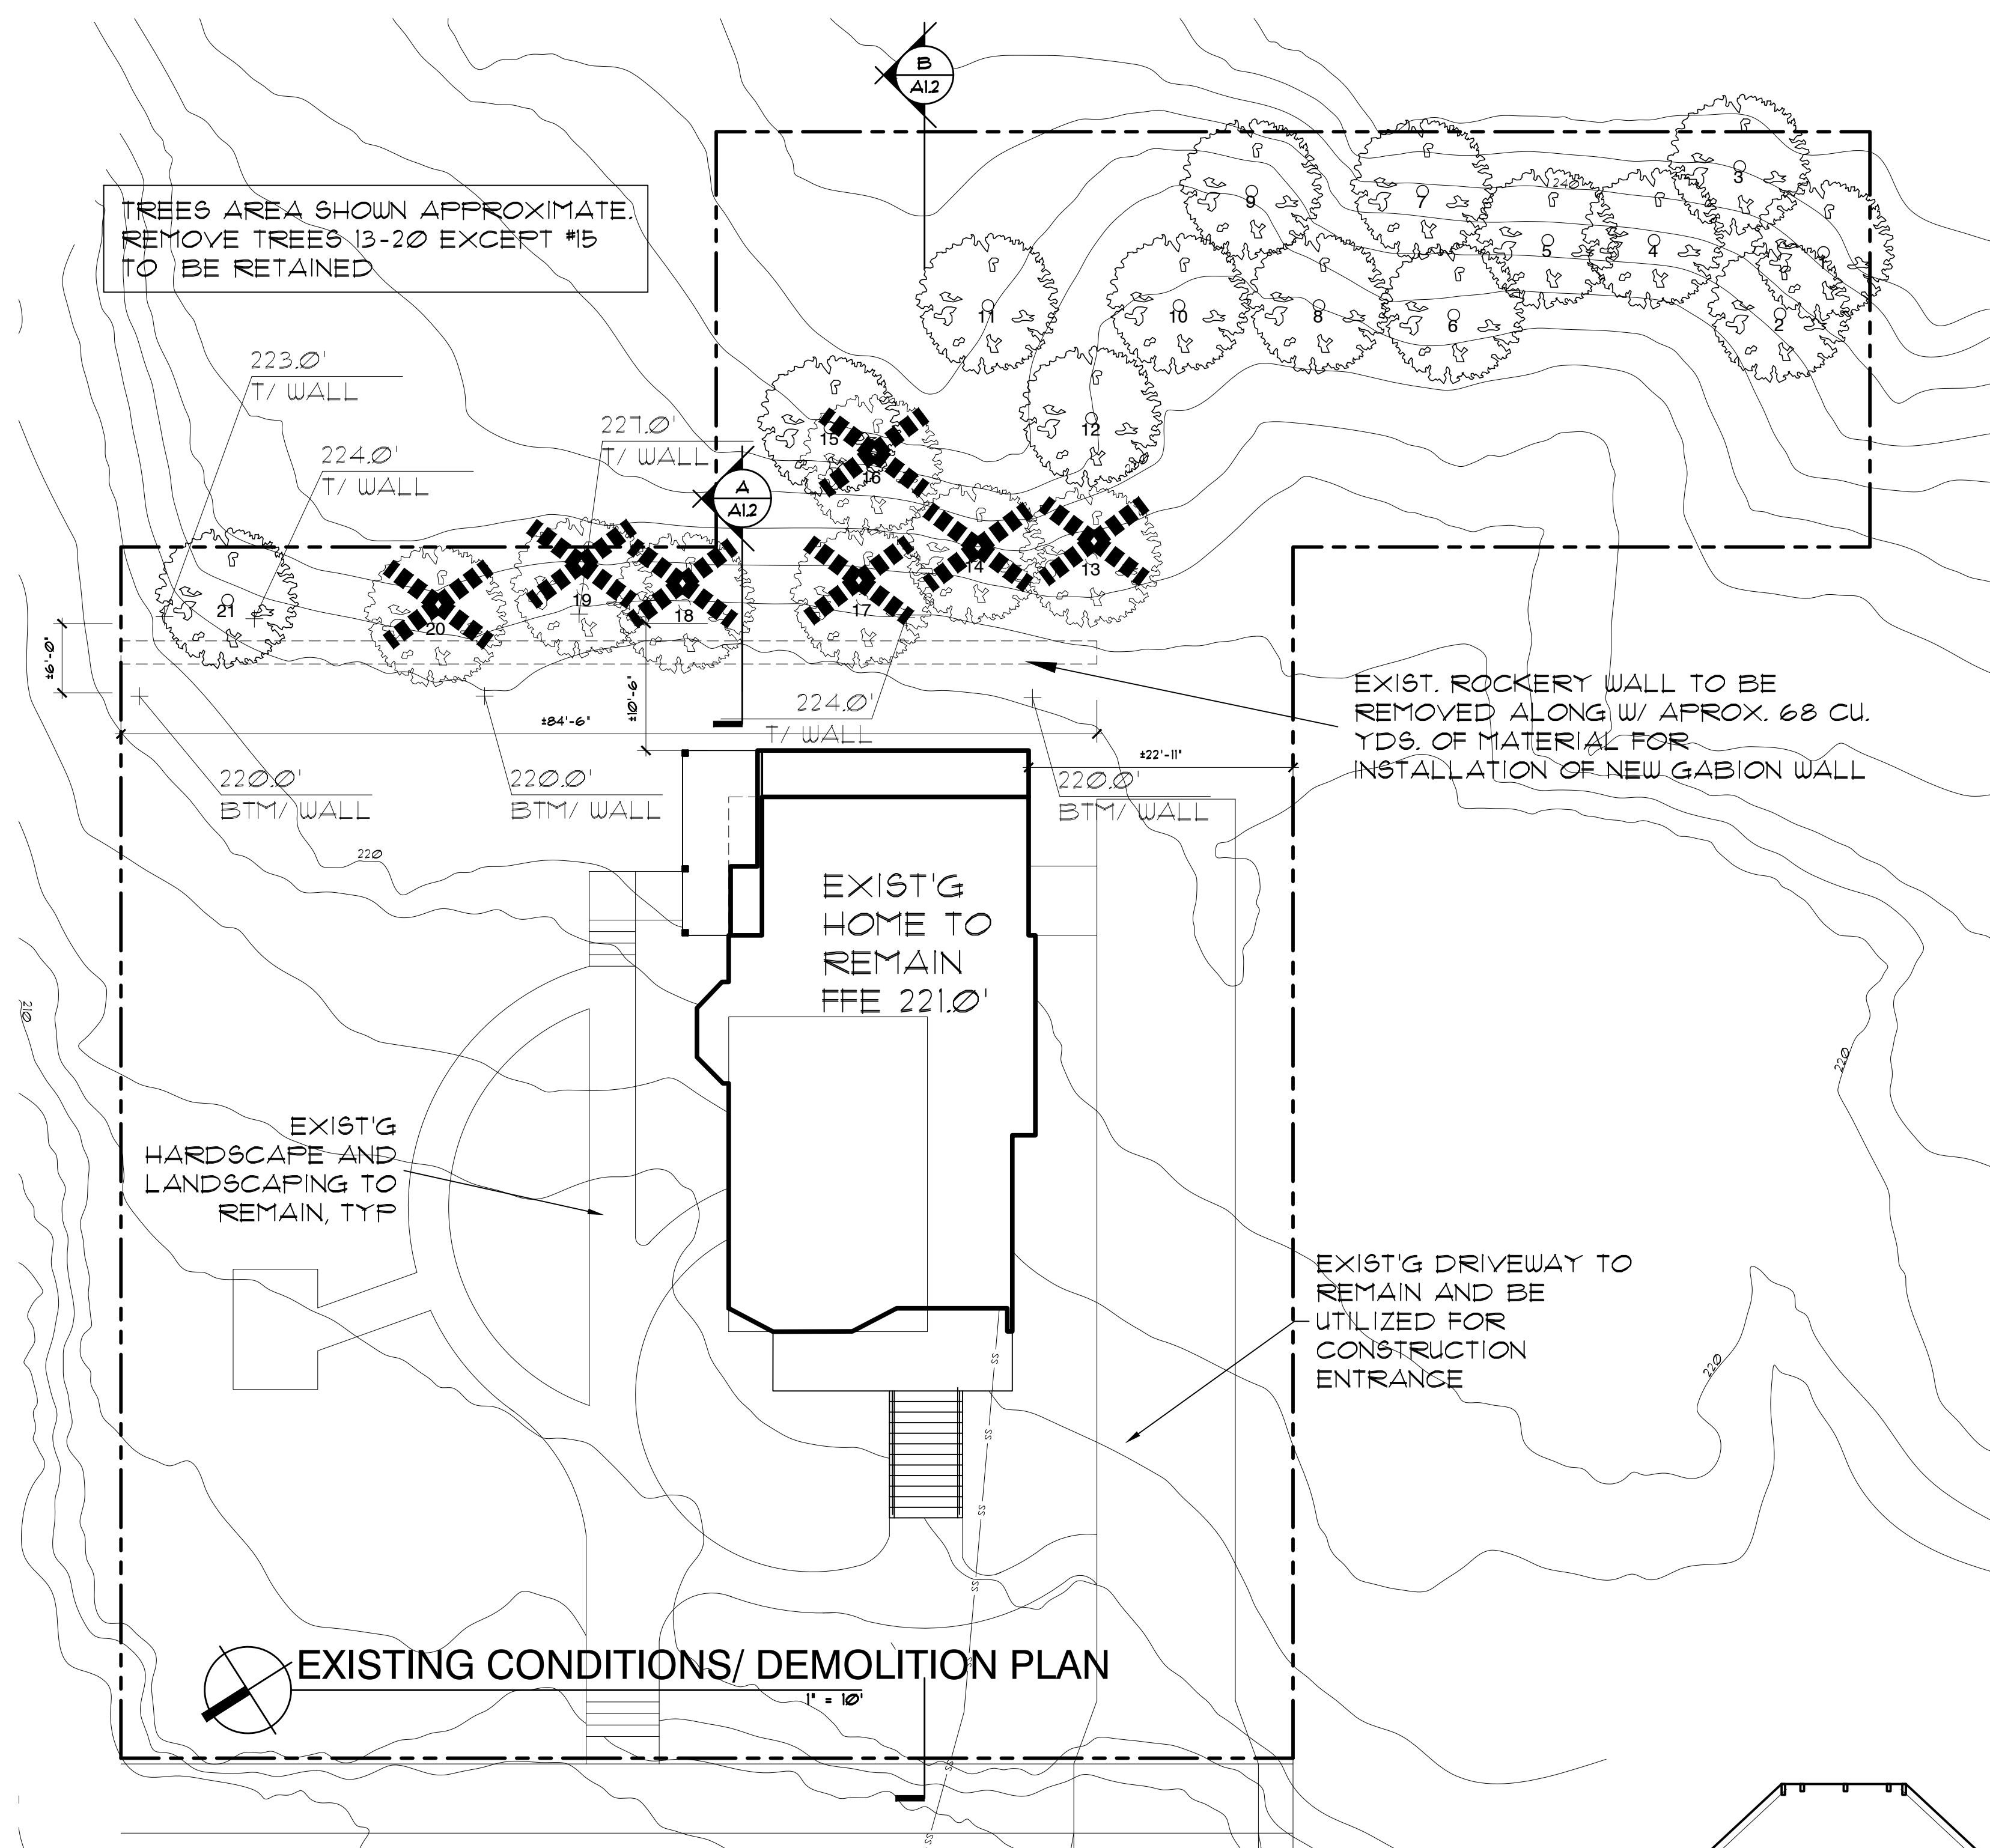 B
A1.2
TREES AREA SHOWN APPROXIMATE.
REMOVE TREES 13-20 EXCEPT #15
TO BE RETAINED
3
9
7
240
5
4
1
11
10
8
6
2
223.0'
T/ WALL
227.0'
T/ WALL
224.0'
T/ WALL
15
12
230
16
A
A1.2
14
13
21
20
19
18
17
±6'-0"
±10'-6"
±84'-6"
224.0'
T/ WALL
EXIST. ROCKERY WALL TO BE
REMOVED ALONG W/ APROX. 68 CU.
YDS. OF MATERIAL FOR
INSTALLATION OF NEW GABION WALL
±22'-11"
220.0'
BTM/ WALL
220.0'
BTM/ WALL
220.0'
BTM/ WALL
220
EXIST'G
HOME TO
REMAIN
FFE 221.0'
210
220
EXIST'G
HARDSCAPE AND
LANDSCAPING TO
REMAIN, TYP
EXIST'G DRIVEWAY TO
REMAIN AND BE
UTILIZED FOR
CONSTRUCTION
ENTRANCE
220
SS
SS
SS
SS
SS
SS
SS
EXISTING CONDITIONS/ DEMOLITION PLAN
1" = 10'